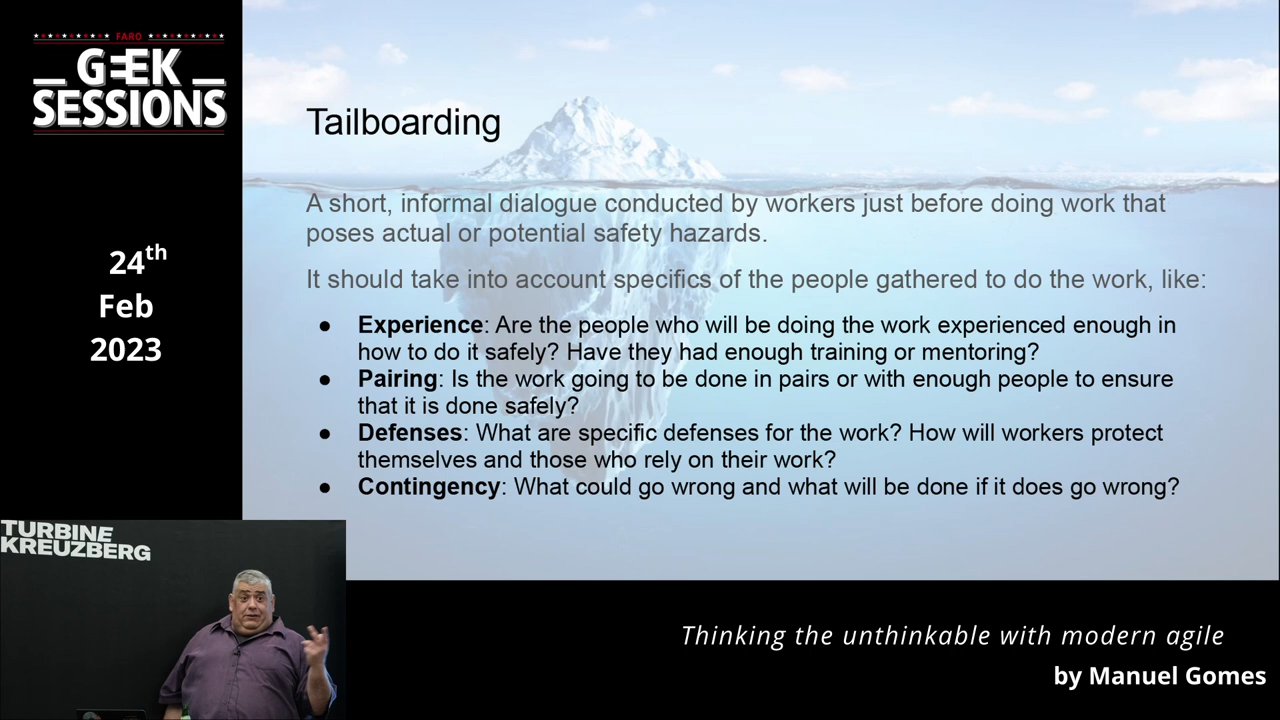 FARO
GEEK
SESSIONS
24th
Feb
2023
Tailboarding
A short, informal dialogue conducted by workers just before doing work that
poses actual or potential safety hazards.
It should take into account specifics of the people gathered to do the work, like:
● Experience: Are the people who will be doing the work experienced enough in
how to do it safely? Have they had enough training or mentoring?
● Pairing: Is the work going to be done in pairs or with enough people to ensure
that it is done safely?
● Defenses: What are specific defenses for the work? How will workers protect
themselves and those who rely on their work?
● Contingency: What could go wrong and what will be done if it does go wrong?
TURBINE
KREUZBERG
Thinking the unthinkable with modern agile
by Manuel Gomes